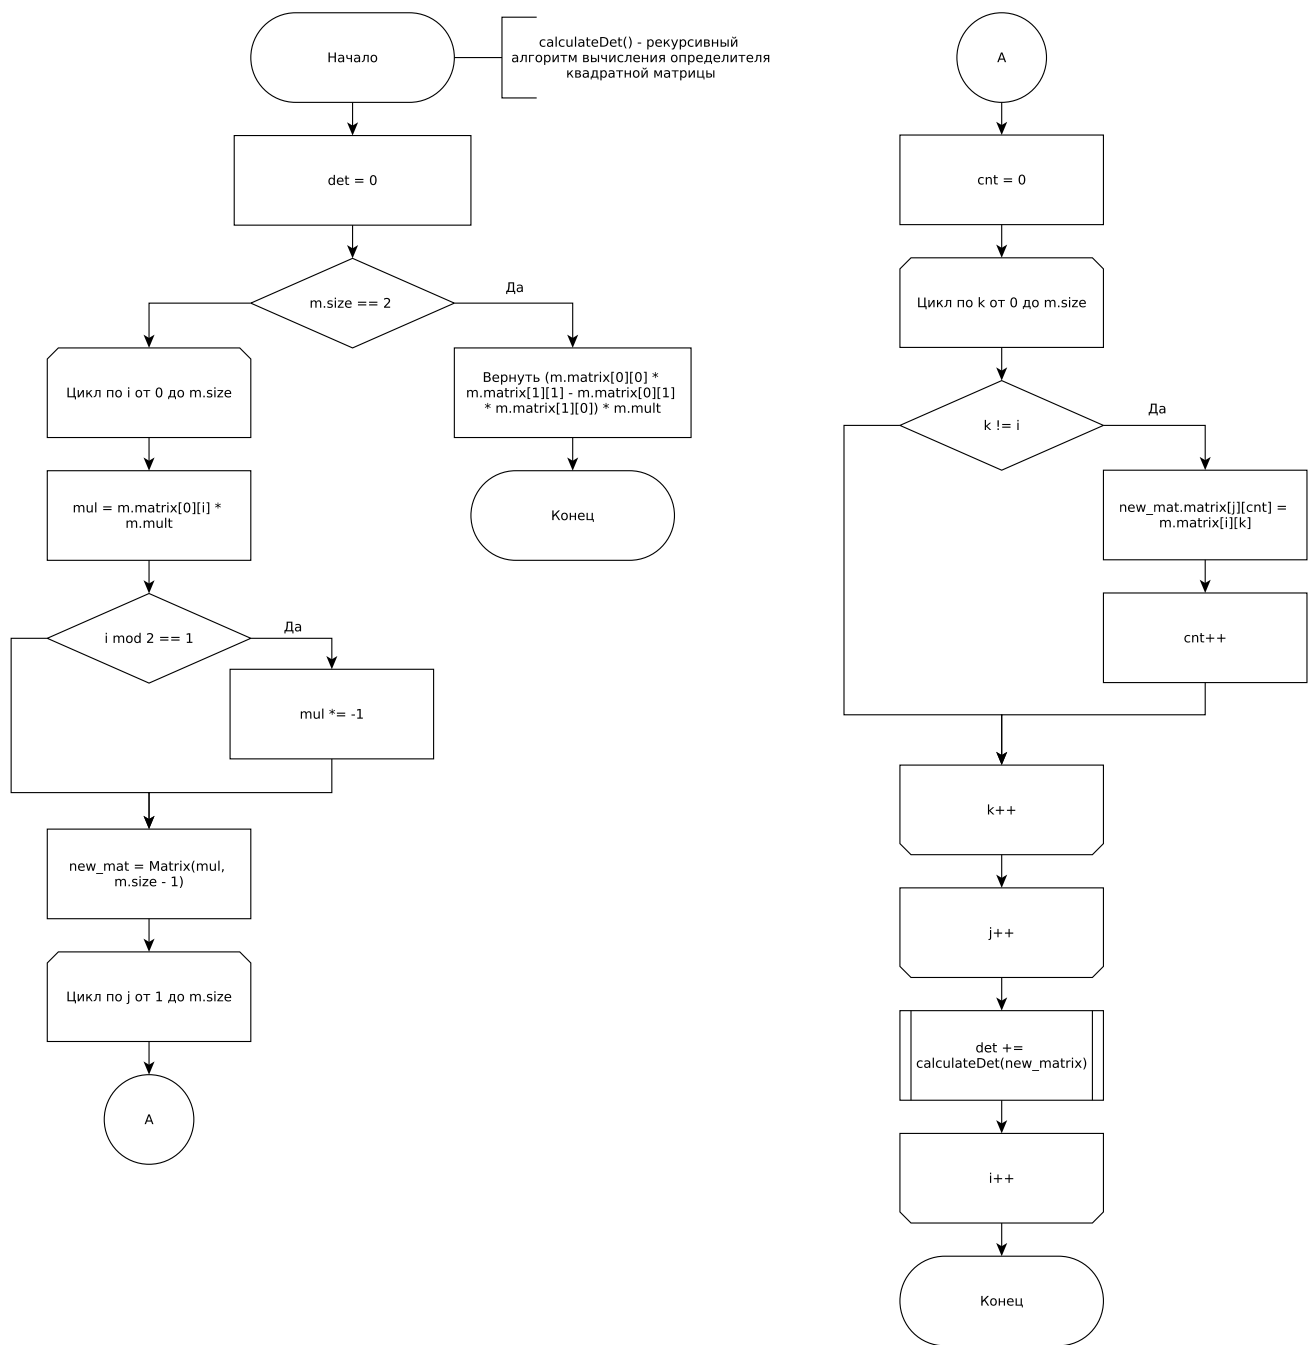 Начало
calculateDet() - рекурсивный
алгоритм вычисления определителя
квадратной матрицы
det = 0
m.size == 2
Да
Цикл по i от 0 до m.size
Вернуть (m.matrix[0][0] *
m.matrix[1][1] - m.matrix[0][1]
* m.matrix[1][0]) * m.mult
Конец
mul = m.matrix[0][i] *
m.mult
i mod 2 == 1
Да
mul *= -1
new_mat = Matrix(mul,
m.size - 1)
Цикл по j от 1 до m.size
A
A
cnt = 0
Цикл по k от 0 до m.size
k != i
Да
new_mat.matrix[j][cnt] =
m.matrix[i][k]
cnt++
k++
j++
det +=
calculateDet(new_matrix)
i++
Конец